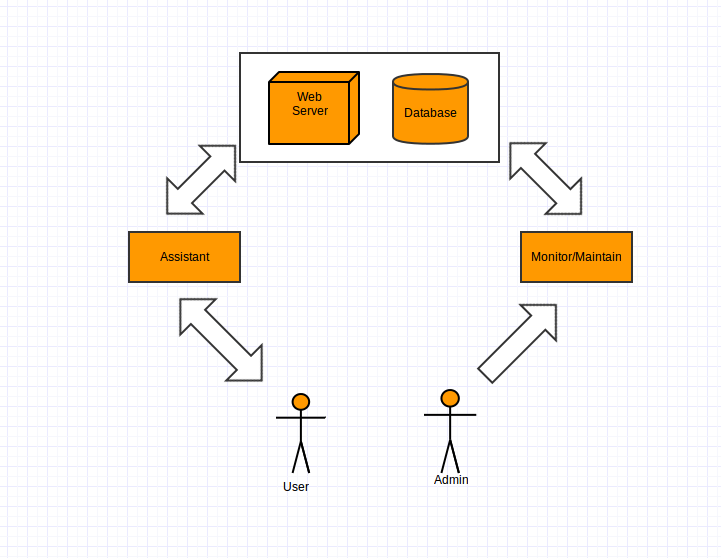 Web
Server
Database
Assistant
Monitor/Maintain
User
Admin